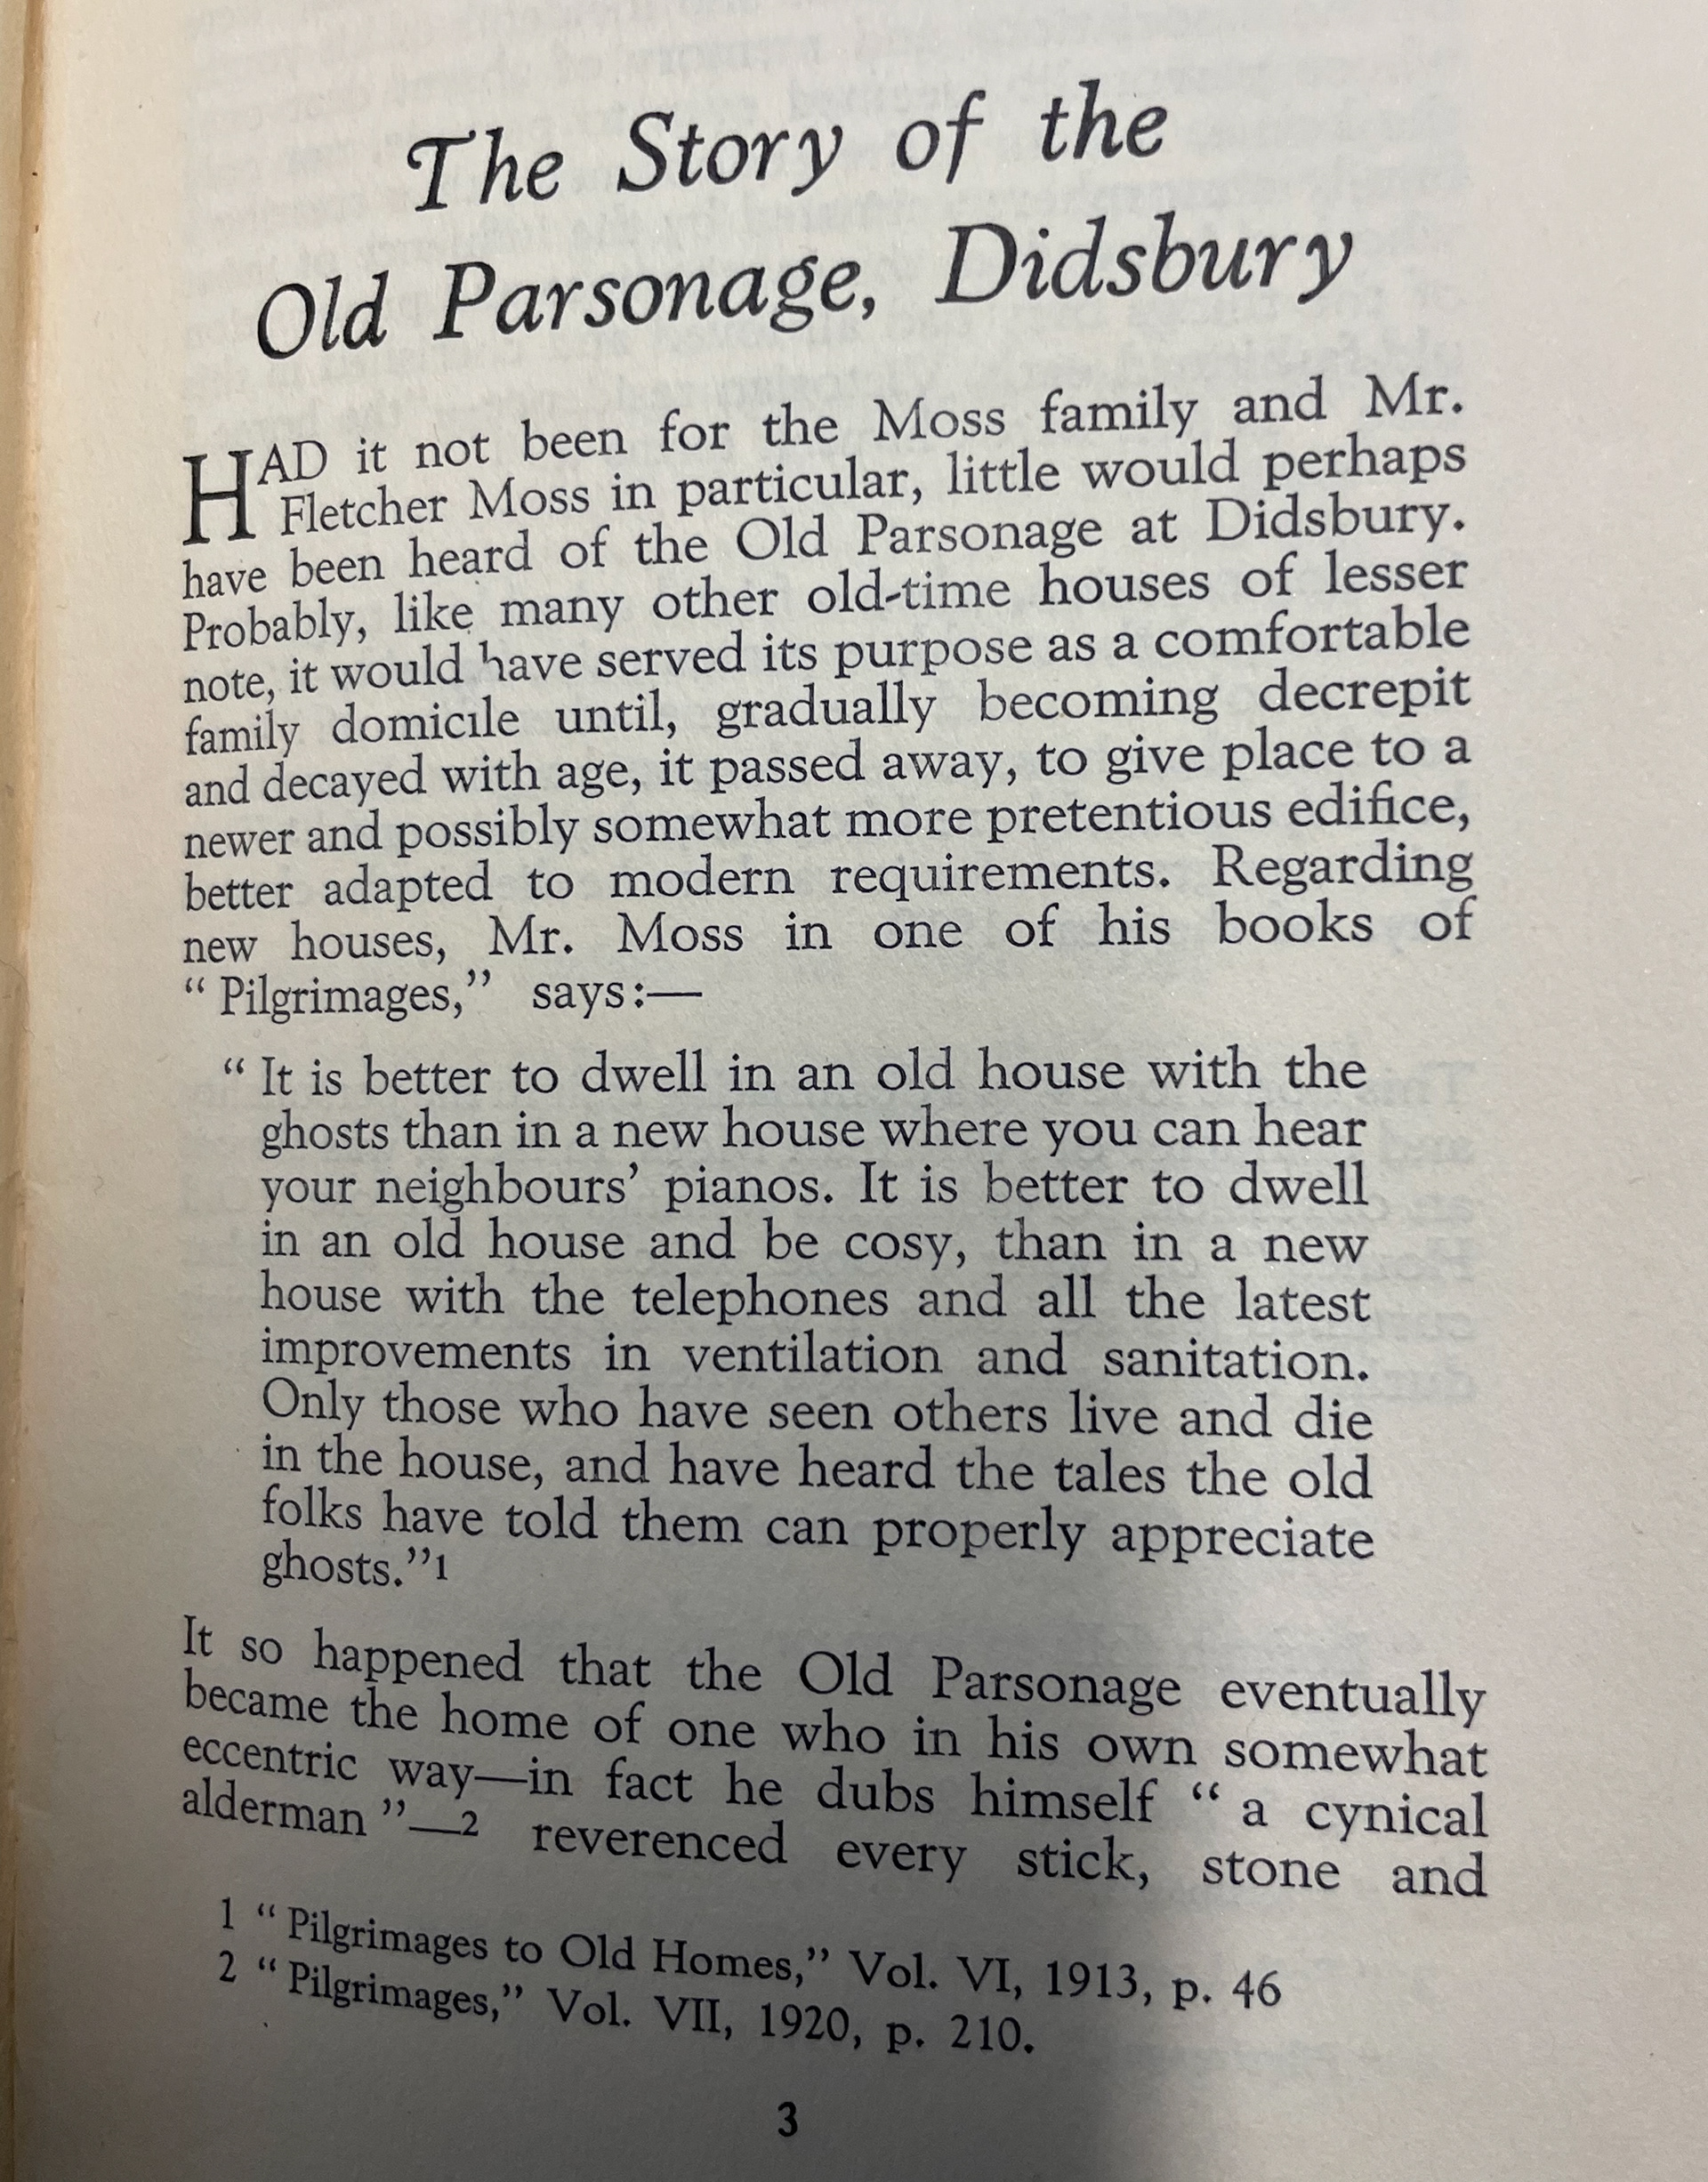 The Story of the
Old Parsonage, Didsbury
HAD it not been for the Moss family and Mr.
Fletcher Moss in particular, little would perhaps
have been heard of the Old Parsonage at Didsbury.
Probably, like many other old-time houses of lesser
note, it would have served its purpose as a comfortable
family domicile until, gradually becoming decrepit
and decayed with age, it passed away, to give place to a
newer and possibly somewhat more pretentious edifice,
better adapted to modern requirements. Regarding
new houses, Mr. Moss in one of his books of
“ Pilgrimages,” says:—
“ It is better to dwell in an old house with the
ghosts than in a new house where you can hear
your neighbours’ pianos. It is better to dwell
in an old house and be cosy, than in a new
house with the telephones and all the latest
improvements in ventilation and sanitation.
Only those who have seen others live and die
in the house, and have heard the tales the old
folks have told them can properly appreciate
ghosts.”1
It so happened that the Old Parsonage eventually
became the home of one who in his own somewhat
eccentric way—in fact he dubs himself “ a cynical
alderman ”—2 reverenced every stick, stone and
1 “ Pilgrimages to Old Homes,” Vol. VI, 1913, p. 46
2 “ Pilgrimages,” Vol. VII, 1920, p. 210.
3